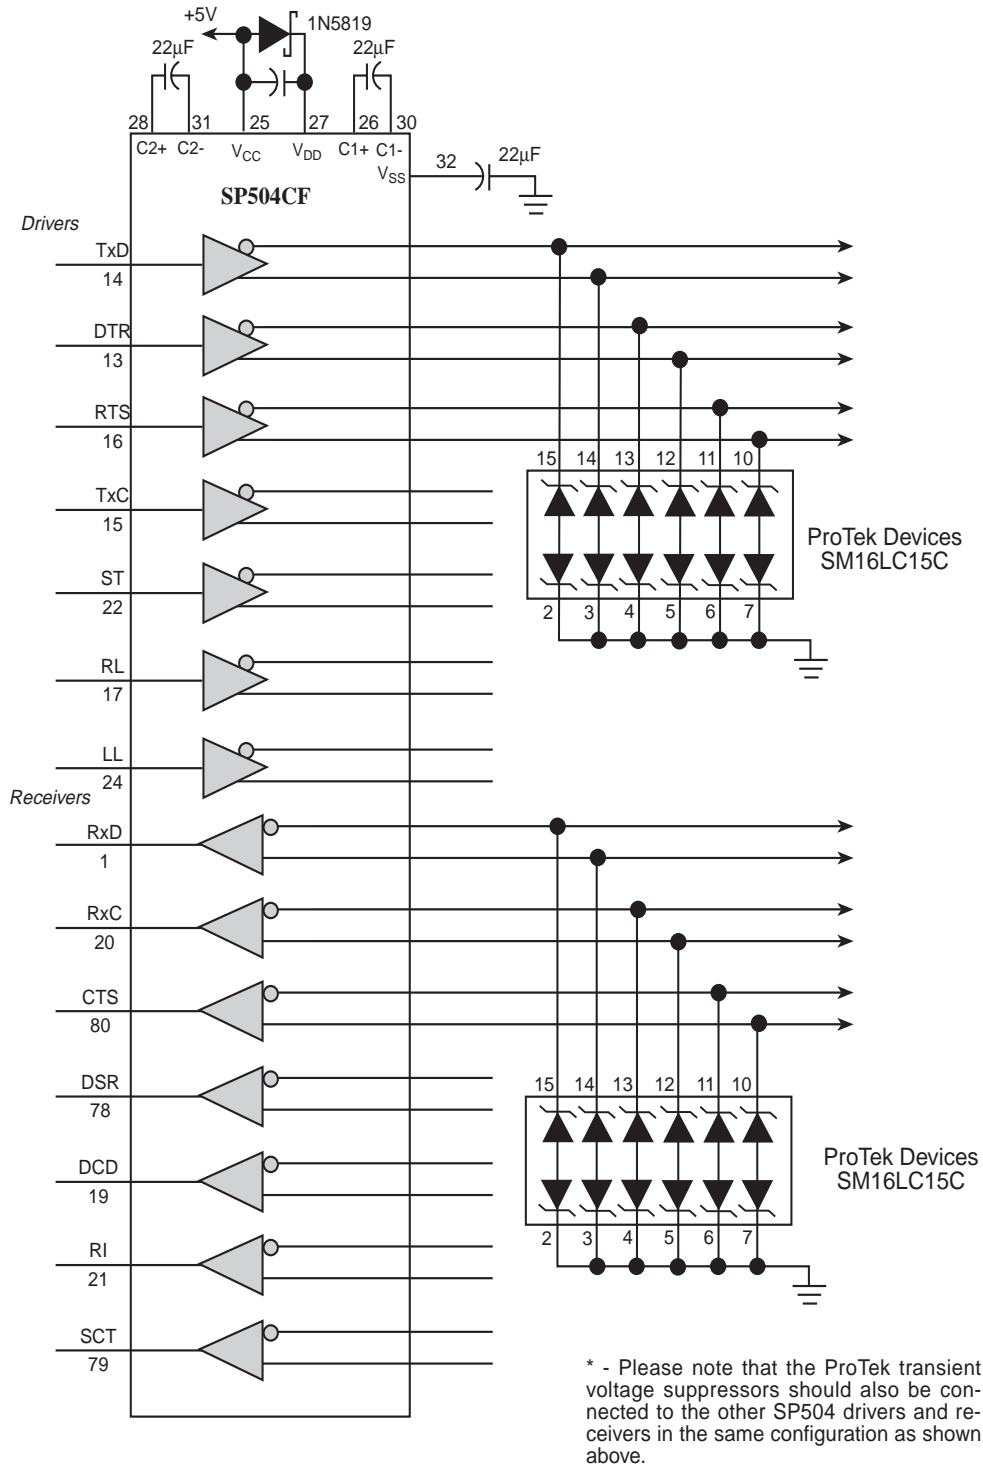 +5V
1N5819
22µF
22µF
28
31
25
27
26
30
C2+
C2-
VCC
VDD
C1+
C1-
VSS
32
22µF
SP504CF
Drivers
TxD
14
DTR
13
RTS
16
15
14
13
12
11
10
TxC
15
ProTek Devices
SM16LC15C
ST
22
2
3
4
5
6
7
RL
17
LL
24
Receivers
RxD
1
RxC
20
CTS
80
DSR
78
15
14
13
12
11
10
DCD
19
ProTek Devices
SM16LC15C
RI
21
2
3
4
5
6
7
SCT
79
* - Please note that the ProTek transient
voltage suppressors should also be con-
nected to the other SP504 drivers and re-
ceivers in the same configuration as shown
above.